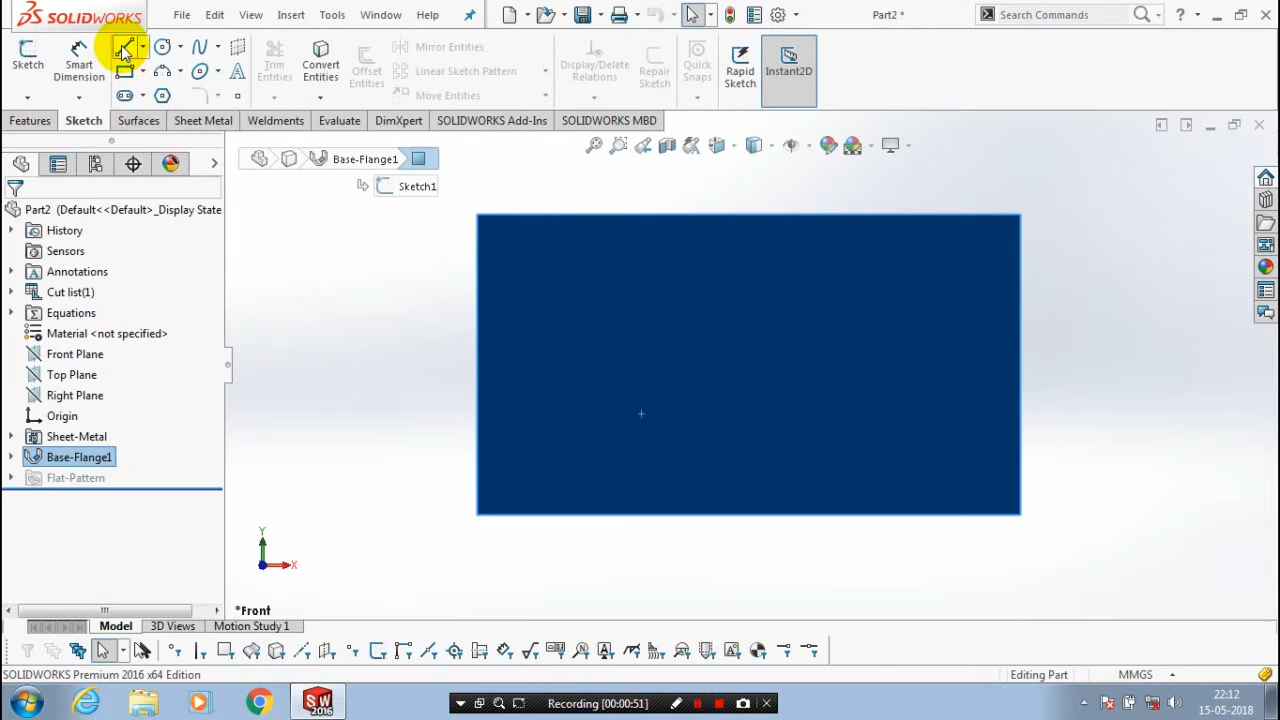 SOLIDWORKS File Edit View Insert Tools Window Help Part2 * Search Commands ?
Sketch Smart Dimension Trim Entities Convert Entities Offset Entities Mirror Entities Linear Sketch Pattern Move Entities Display/Delete Relations Repair Sketch Quick Snaps Rapid Sketch Instant2D
Features Sketch Surfaces Sheet Metal Weldments Evaluate DimXpert SOLIDWORKS Add-Ins SOLIDWORKS MBD
Base-Flange1
Sketch1
Part2 (Default<<Default>_Display State
History
Sensors
Annotations
Cut list(1)
Equations
Material <not specified>
Front Plane
Top Plane
Right Plane
Origin
Sheet-Metal
Base-Flange1
Flat-Pattern
Y
X
*Front
Model 3D Views Motion Study 1
SOLIDWORKS Premium 2016 x64 Edition Editing Part MMGS
SW 2016 Recording [00:00:51] 22:12
15-05-2018